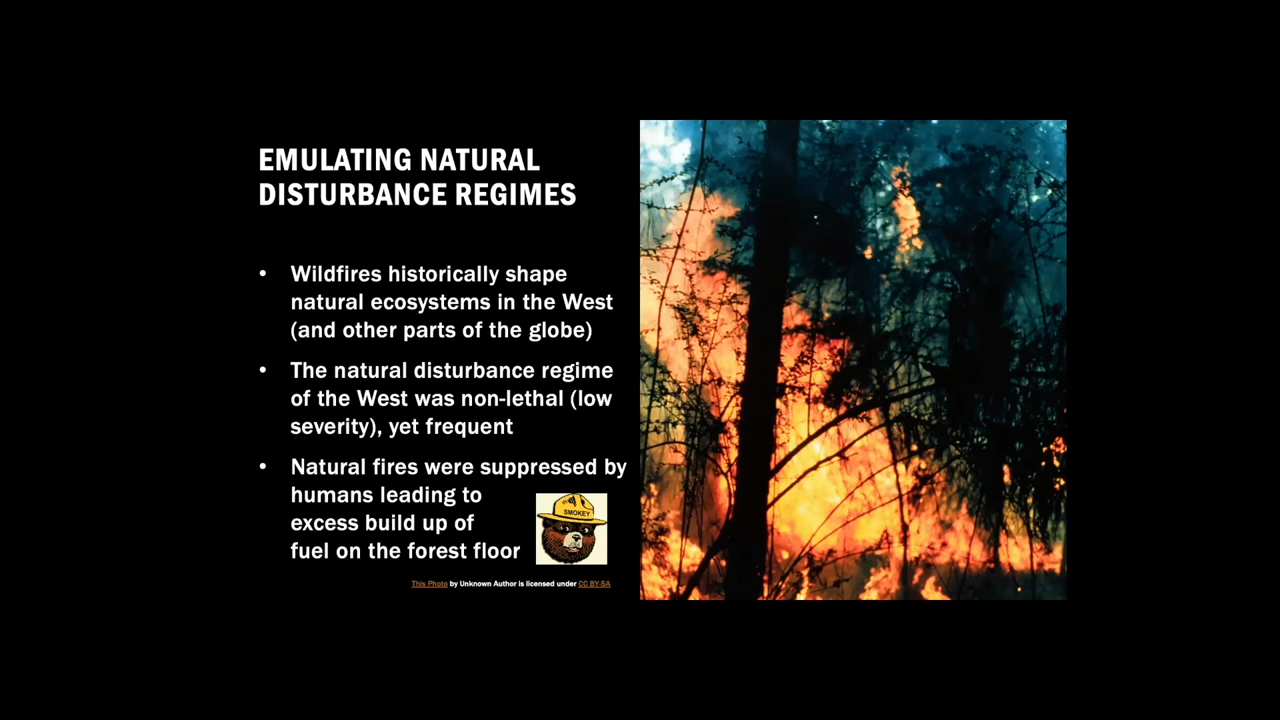 EMULATING NATURAL
DISTURBANCE REGIMES
• Wildfires historically shape
natural ecosystems in the West
(and other parts of the globe)
• The natural disturbance regime
of the West was non-lethal (low
severity), yet frequent
• Natural fires were suppressed by
humans leading to
excess build up of
fuel on the forest floor
SMOKEY
This Photo by Unknown Author is licensed under CC BY-SA